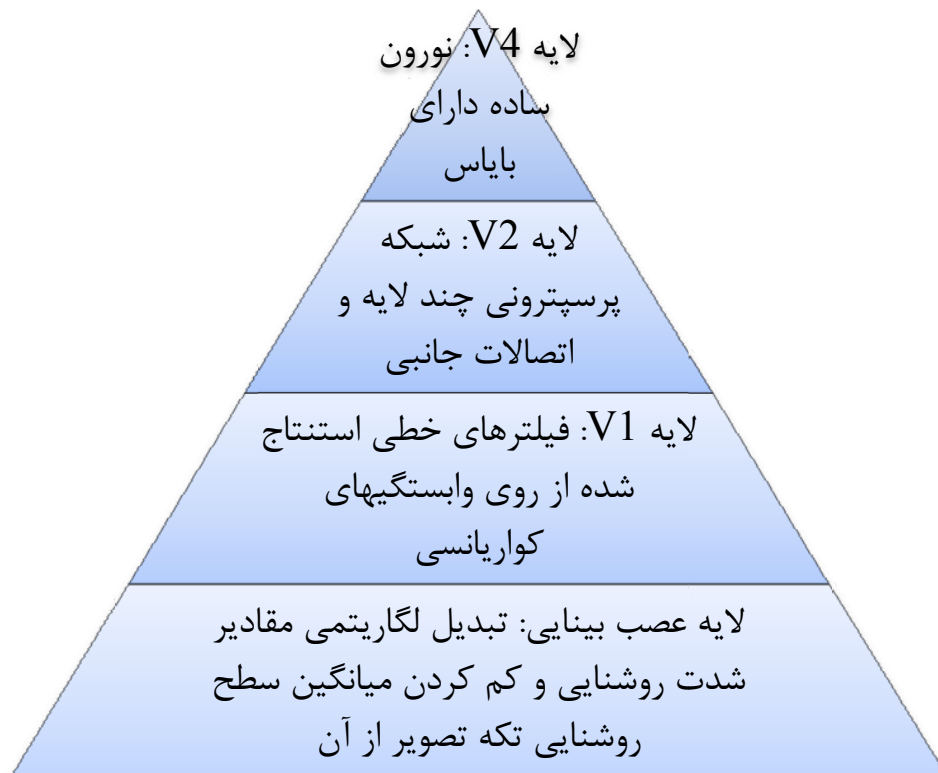 لایه V4: نورون
ساده دارای
بایاس
لایه V2: شبکه
پرسپترونی چند لایه و
اتصالات جانبی
لایه V1: فیلترهای خطی استنتاج
شده از روی وابستگیهای
کواریانسی
لایه عصب بینایی: تبدیل لگاریتمی مقادیر
شدت روشنایی و کم کردن میانگین سطح
روشنایی تکه تصویر از آن